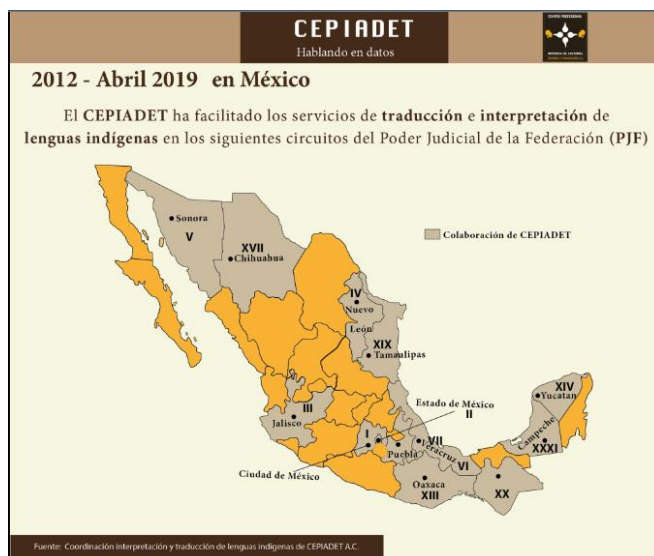 CEPIADET
Hablando en datos
CENTRO PROFESIONAL
2012 - Abril 2019 en México
El CEPIADET ha facilitado los servicios de traducción e interpretación de
lenguas indígenas en los siguientes circuitos del Poder Judicial de la Federación (PJF)
Sonora
V
XVII
Chihuahua
Colaboración de CEPIADET
IV
Nuevo
León
XIX
Tamaulipas
III
Jalisco
Estado de México
II
I
Ciudad de México
Puebla
VII
Veracruz
VI
XIV
Yucatan
Campeche
XXXI
Oaxaca
XIII
XX
Fuente: Coordinación interpretación y traducción de lenguas indígenas de CEPIADET A.C.